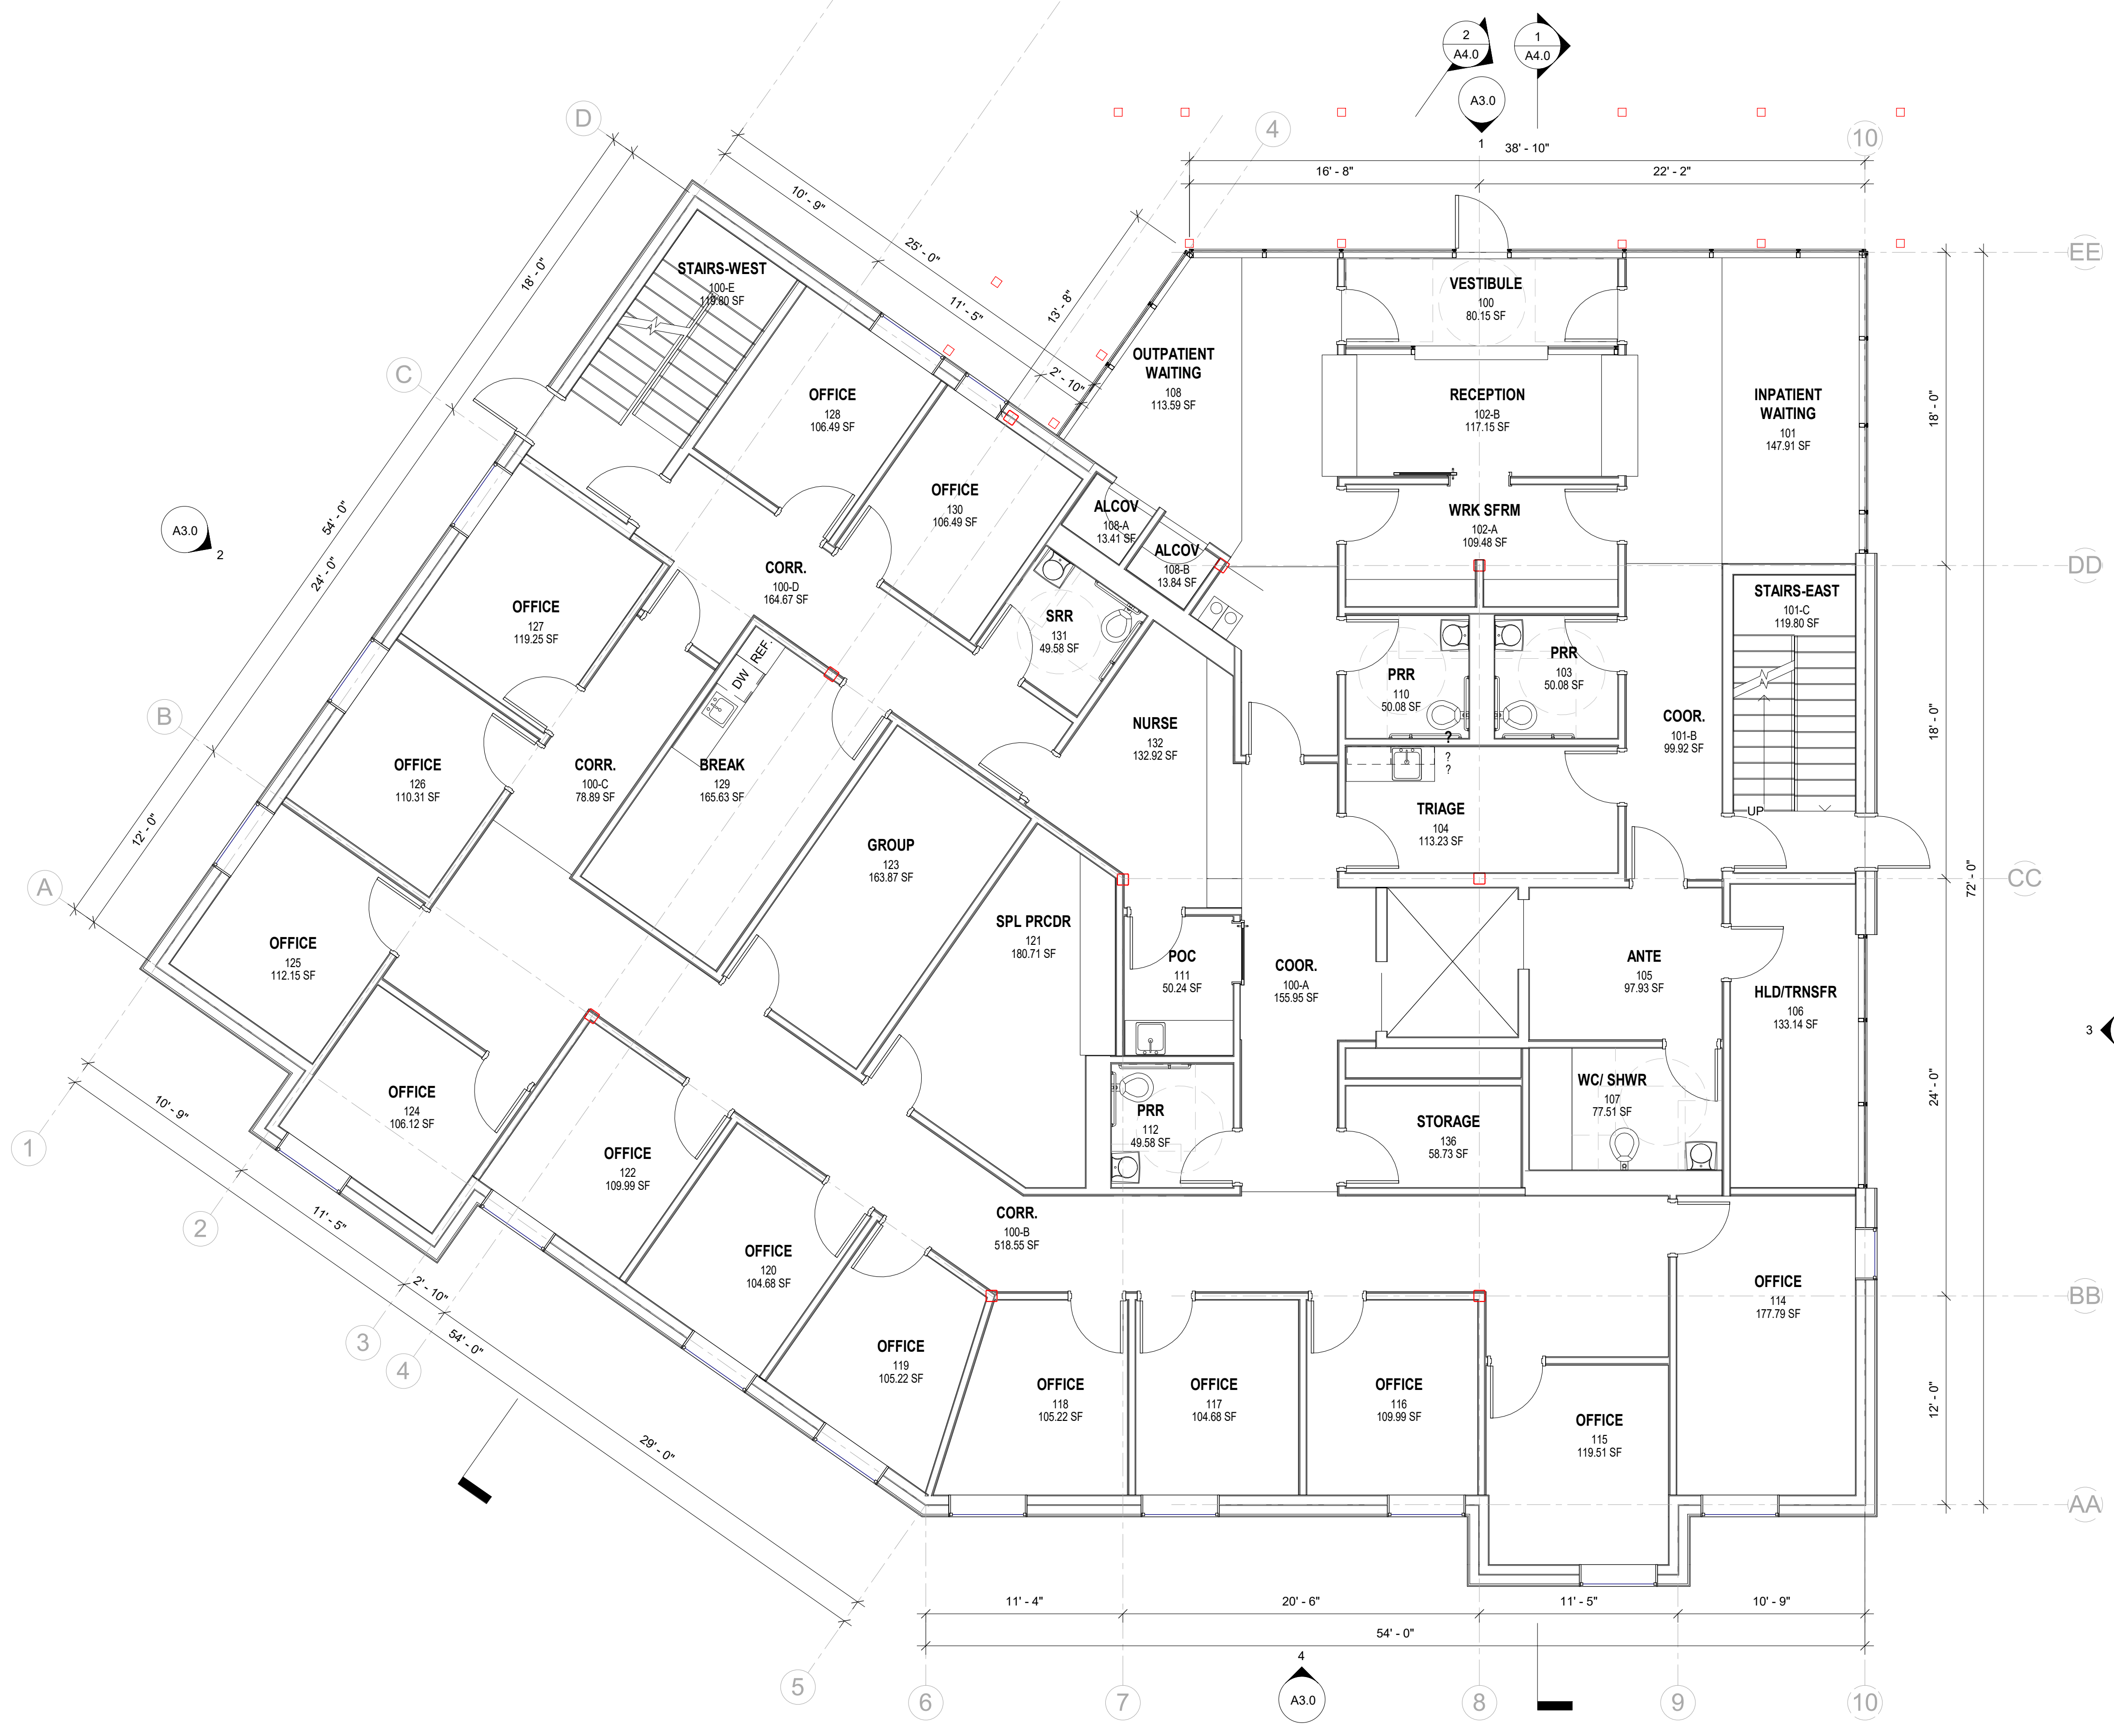 2
A4.0
1
A4.0
A3.0
1
D
4
10
38' - 10"
16' - 8"
22' - 2"
10' - 9"
25' - 0"
11' - 5"
2' - 10"
13' - 8"
18' - 0"
EE
STAIRS-WEST
100-E
119.80 SF
VESTIBULE
100
80.15 SF
OUTPATIENT
WAITING
108
113.59 SF
C
OFFICE
128
106.49 SF
RECEPTION
102-B
117.15 SF
INPATIENT
WAITING
101
147.91 SF
18' - 0"
OFFICE
130
106.49 SF
ALCOV
108-A
13.41 SF
WRK SFRM
102-A
109.48 SF
54' - 0"
24' - 0"
A3.0
2
ALCOV
108-B
13.84 SF
CORR.
100-D
164.67 SF
DD
STAIRS-EAST
101-C
119.80 SF
OFFICE
127
119.25 SF
SRR
131
49.58 SF
REF.
DW
PRR
110
50.08 SF
PRR
103
50.08 SF
B
NURSE
132
132.92 SF
COOR.
101-B
99.92 SF
18' - 0"
OFFICE
126
110.31 SF
CORR.
100-C
78.89 SF
BREAK
129
165.63 SF
?
?
?
TRIAGE
104
113.23 SF
UP
12' - 0"
GROUP
123
163.87 SF
A
CC
72' - 0"
SPL PRCDR
121
180.71 SF
OFFICE
125
112.15 SF
POC
111
50.24 SF
COOR.
100-A
155.95 SF
ANTE
105
97.93 SF
HLD/TRNSFR
106
133.14 SF
3
OFFICE
124
106.12 SF
PRR
112
49.58 SF
STORAGE
136
58.73 SF
WC/ SHWR
107
77.51 SF
24' - 0"
1
10' - 9"
OFFICE
122
109.99 SF
2
11' - 5"
CORR.
100-B
518.55 SF
OFFICE
120
104.68 SF
OFFICE
114
177.79 SF
BB
2' - 10"
3
4
54' - 0"
OFFICE
119
105.22 SF
OFFICE
118
105.22 SF
OFFICE
117
104.68 SF
OFFICE
116
109.99 SF
OFFICE
115
119.51 SF
12' - 0"
29' - 0"
AA
11' - 4"
20' - 6"
11' - 5"
10' - 9"
54' - 0"
4
A3.0
5
6
7
8
9
10